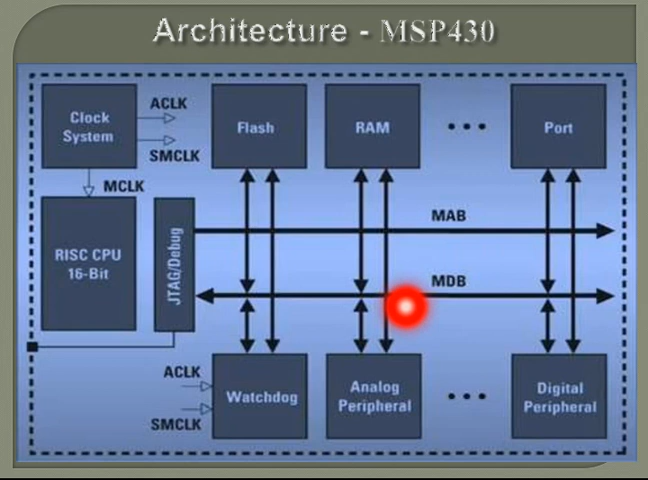 Architecture - MSP430
Clock
System
ACLK
SMCLK
Flash
RAM
Port
MCLK
RISC CPU
16-Bit
JTAG/Debug
MAB
MDB
ACLK
SMCLK
Watchdog
Analog
Peripheral
Digital
Peripheral